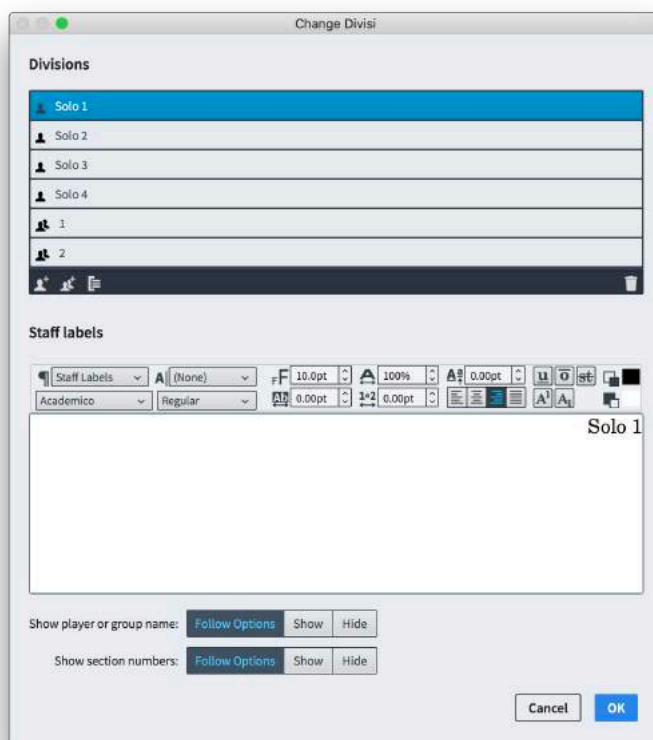 Change Divisi
Divisions
Solo 1
Solo 2
Solo 3
Solo 4
1
2
Staff labels
Staff Labels (None) 10.0pt 100% 0.00pt
Academico Regular 0.00pt 0.00pt
Solo 1
Show player or group name: Follow Options Show Hide
Show section numbers: Follow Options Show Hide
Cancel OK